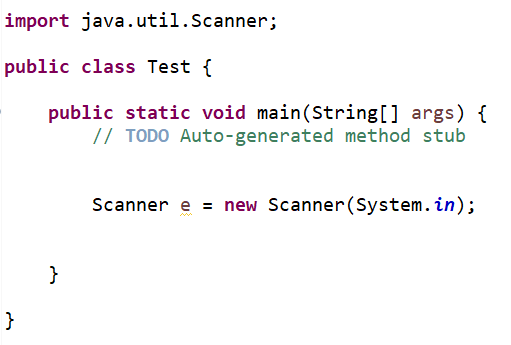 import java.util.Scanner;
public class Test {
public static void main(String[] args) {
// TODO Auto-generated method stub
Scanner e = new Scanner(System.in);
}
}